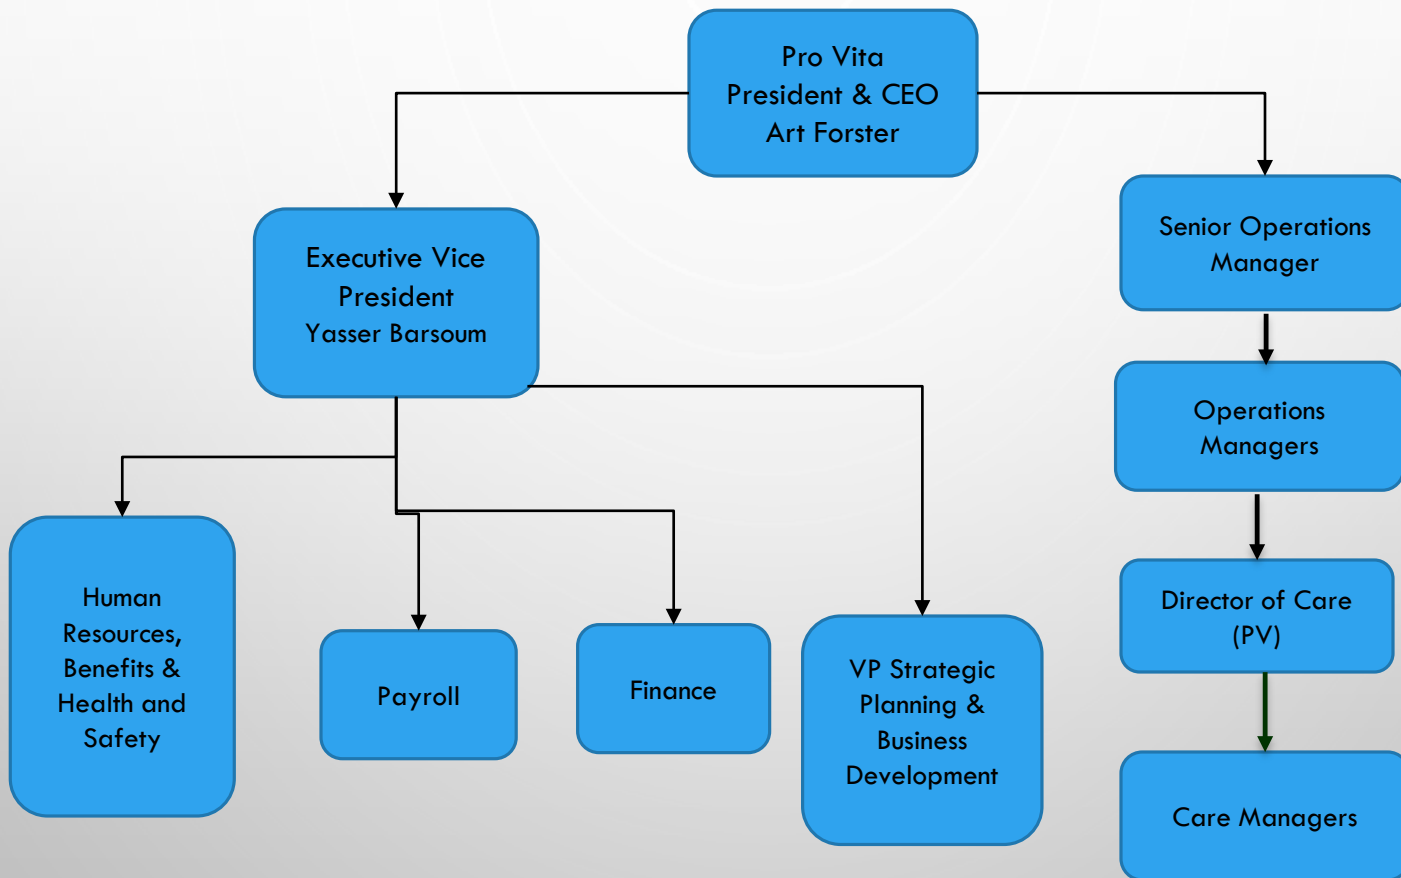 Pro Vita
President & CEO
Art Forster
Executive Vice
President
Yasser Barsoum
Senior Operations
Manager
Operations
Managers
Human
Resources,
Benefits &
Health and
Safety
Payroll
Finance
VP Strategic
Planning &
Business
Development
Director of Care
(PV)
Care Managers